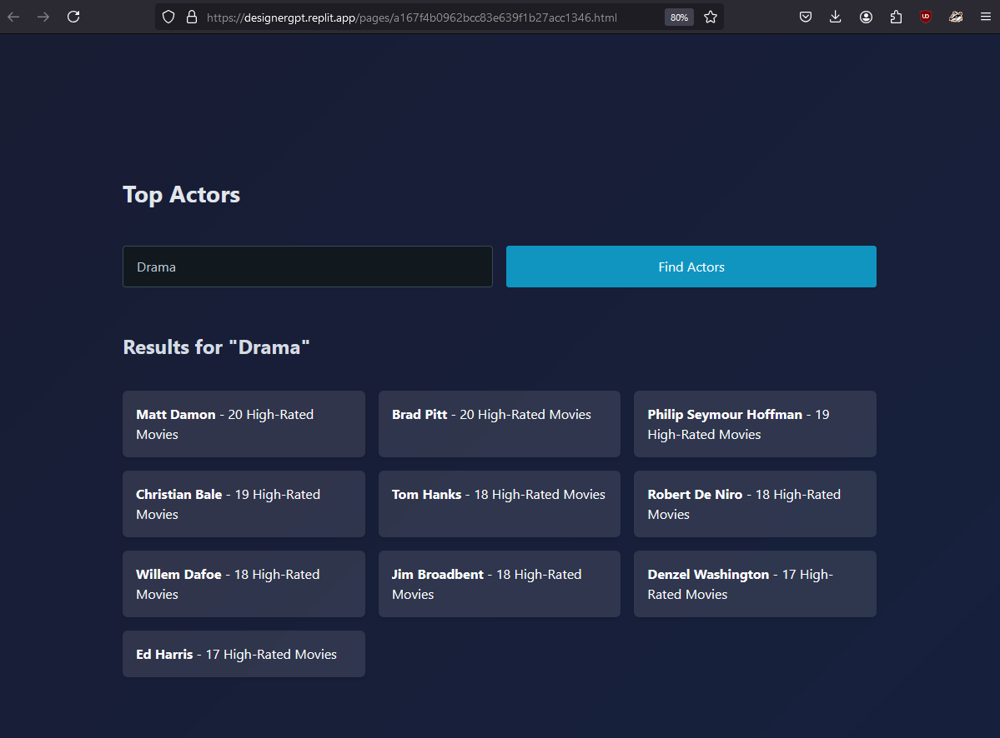 https://designergpt.replit.app/pages/a167f4b0962bcc83e639f1b27acc1346.html
80%
UD
Top Actors
Drama
Find Actors
Results for "Drama"
Matt Damon - 20 High-Rated
Movies
Brad Pitt - 20 High-Rated Movies
Philip Seymour Hoffman - 19
High-Rated Movies
Christian Bale - 19 High-Rated
Movies
Tom Hanks - 18 High-Rated Movies
Robert De Niro - 18 High-Rated
Movies
Willem Dafoe - 18 High-Rated
Movies
Jim Broadbent - 18 High-Rated
Movies
Denzel Washington - 17 High-
Rated Movies
Ed Harris - 17 High-Rated Movies